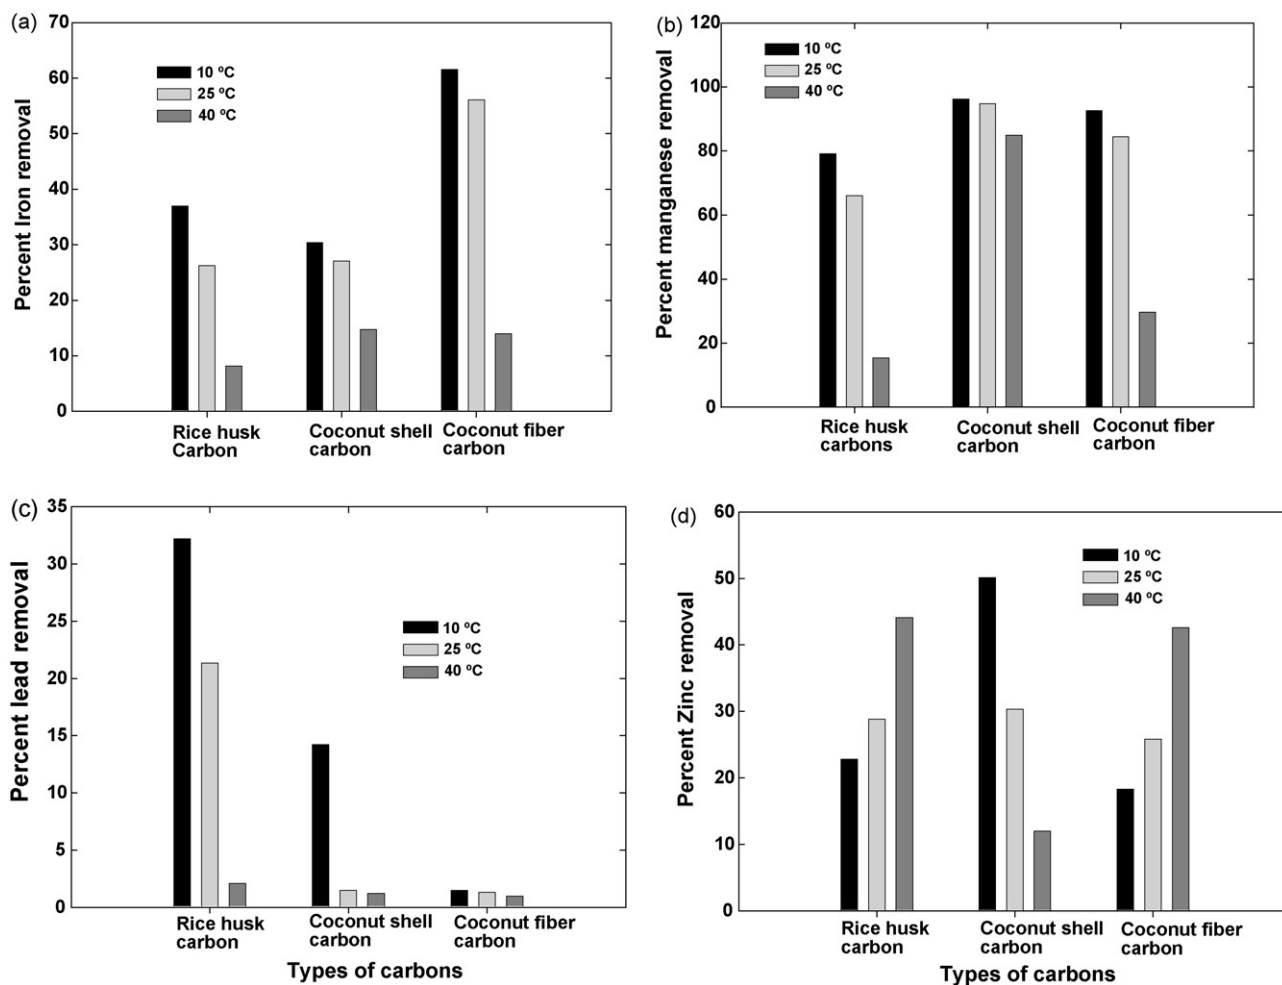 (a)
Percent Iron removal
70
60
50
40
30
20
10
0
10 ºC
25 ºC
40 ºC
Rice husk
Carbon
Coconut shell
carbon
Coconut fiber
carbon
(b)
Percent manganese removal
120
100
80
60
40
20
0
10 ºC
25 ºC
40 ºC
Rice husk
carbons
Coconut shell
carbon
Coconut fiber
carbon
(c)
Percent lead removal
35
30
25
20
15
10
5
0
10 ºC
25 ºC
40 ºC
Rice husk
carbon
Coconut shell
carbon
Coconut fiber
carbon
Types of carbons
(d)
Percent Zinc removal
60
50
40
30
20
10
0
10 ºC
25 ºC
40 ºC
Rice husk
carbon
Coconut shell
carbon
Coconut fiber
carbon
Types of carbons